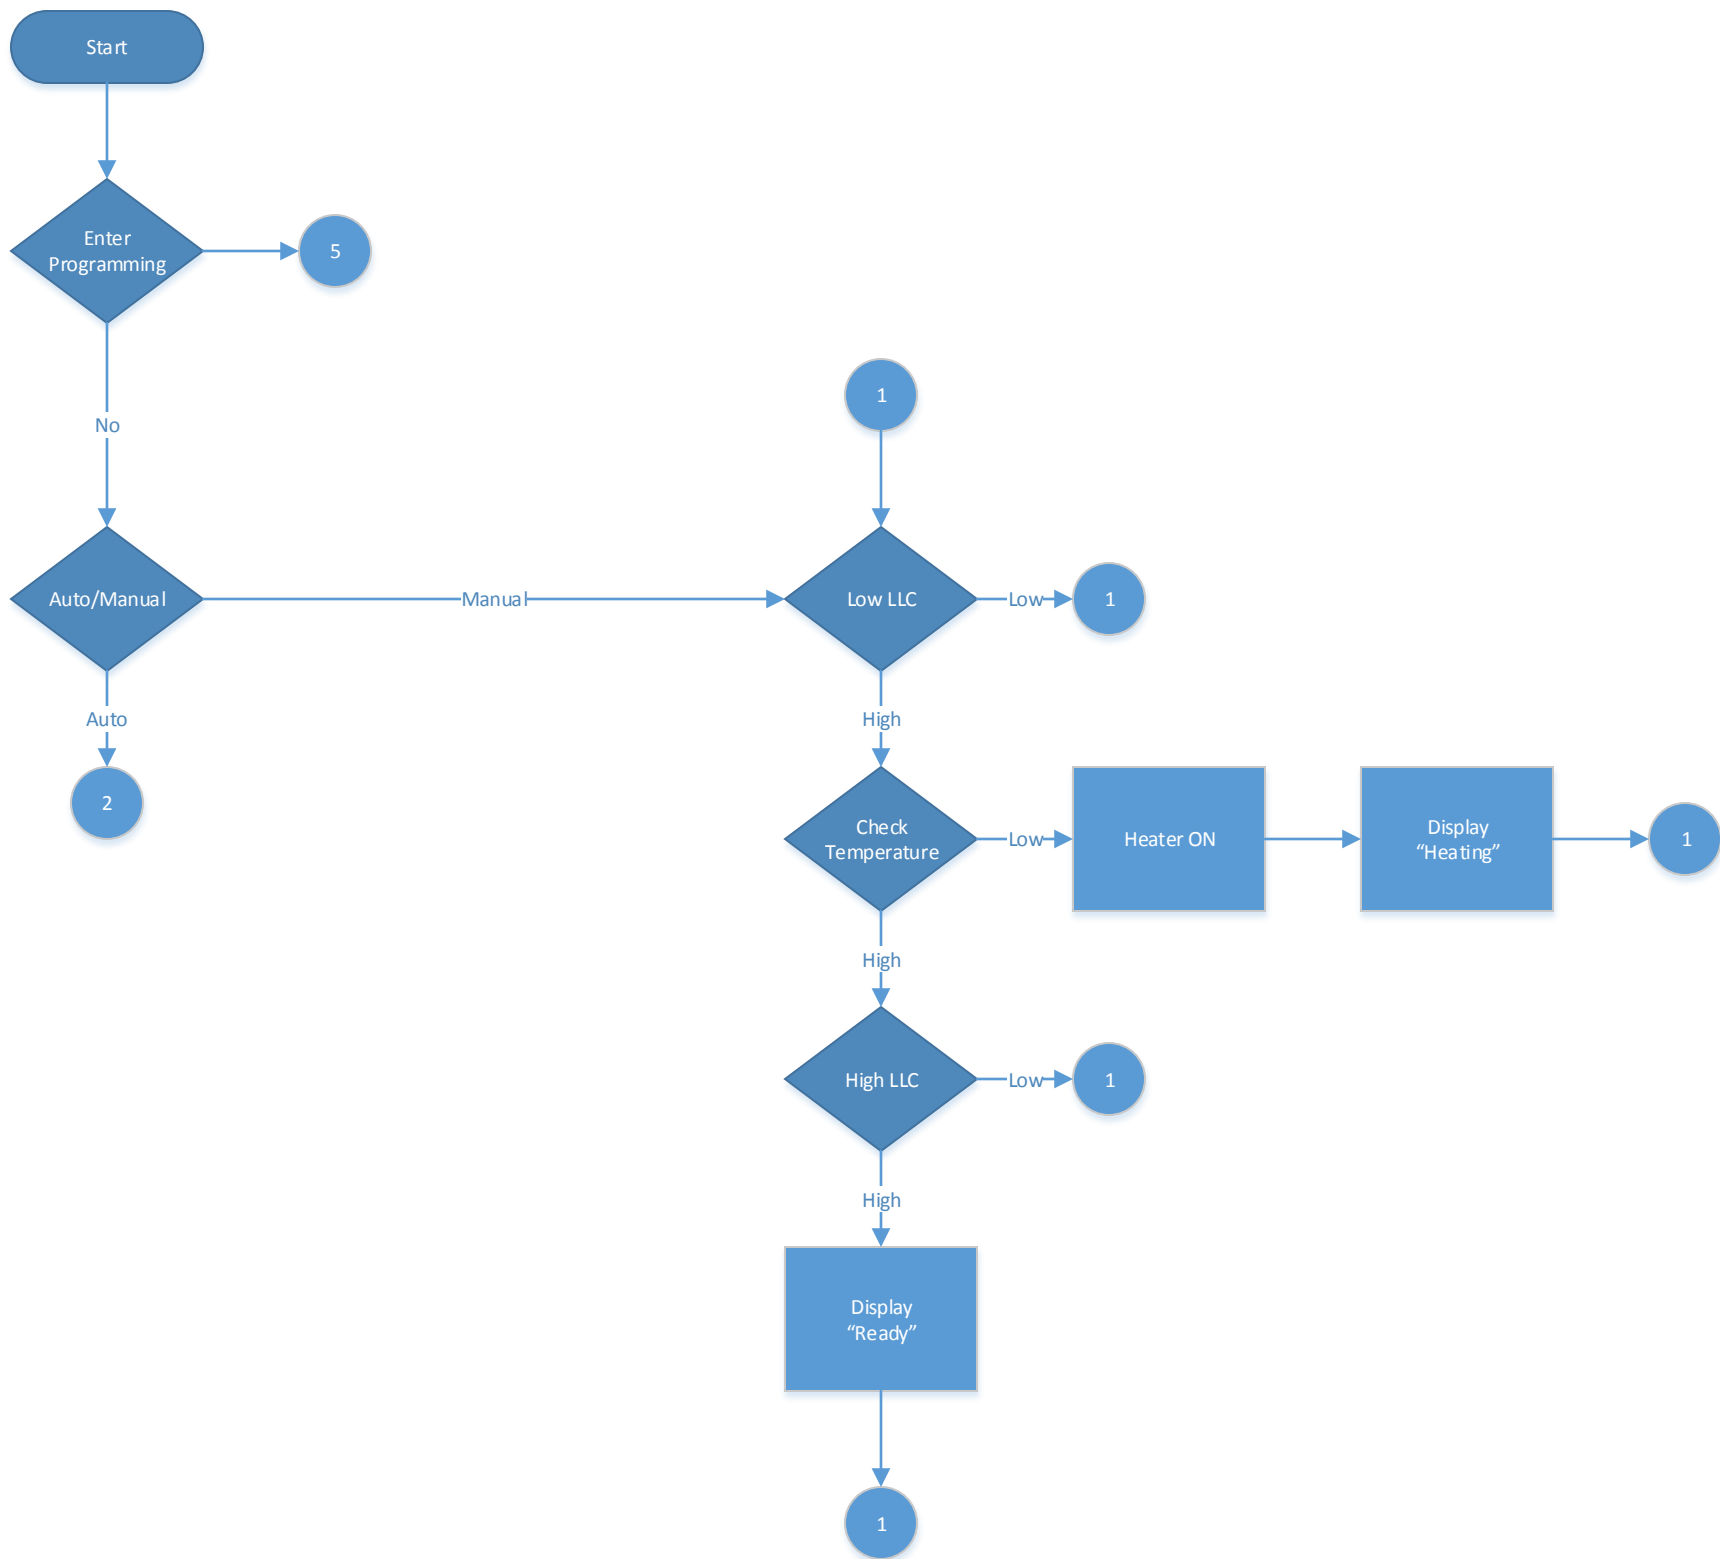 Start
Enter
Programming
5
No
1
Auto/Manual
Manual
Low LLC
Low
1
Auto
High
2
Check
Temperature
Low
Heater ON
Display
“Heating”
1
High
High LLC
Low
1
High
Display
“Ready”
1